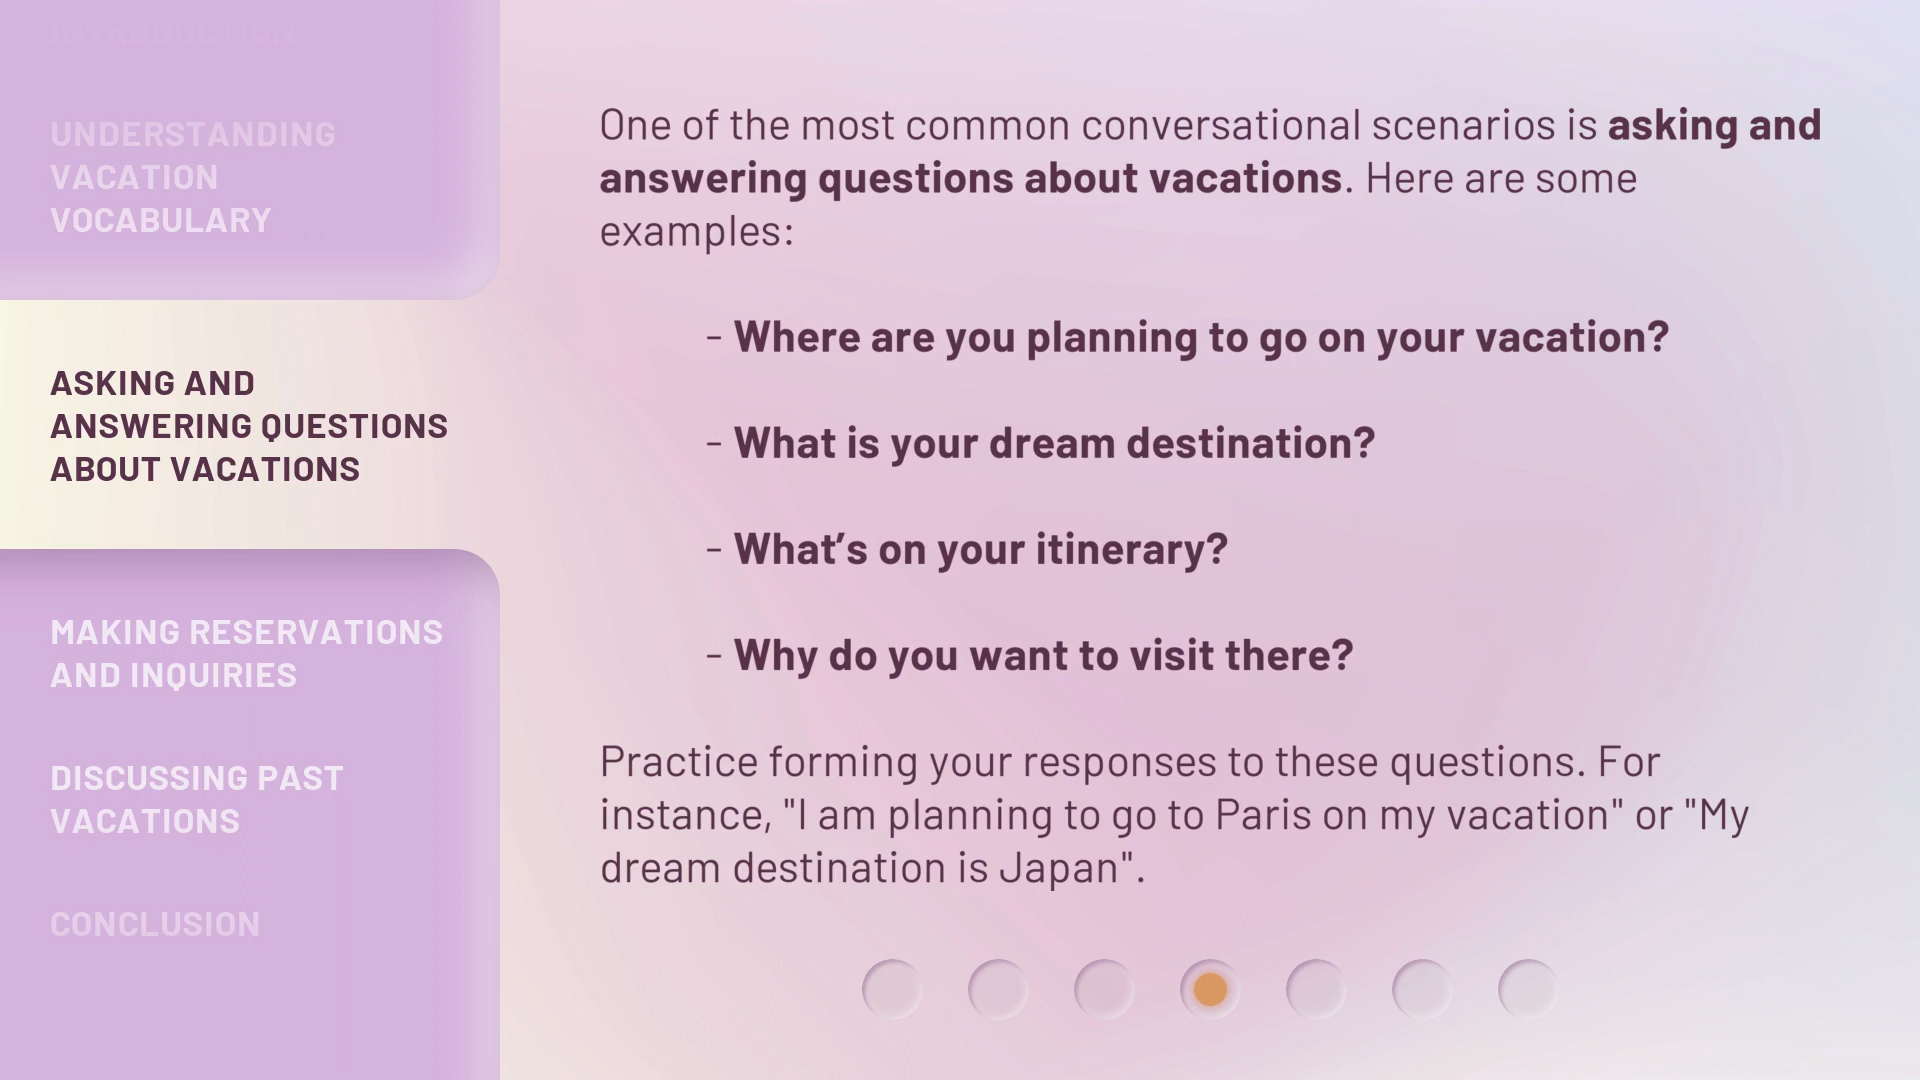 INTRODUCTION
UNDERSTANDING
VACATION
VOCABULARY
ASKING AND
ANSWERING QUESTIONS
ABOUT VACATIONS
MAKING RESERVATIONS
AND INQUIRIES
DISCUSSING PAST
VACATIONS
CONCLUSION
One of the most common conversational scenarios is asking and
answering questions about vacations. Here are some
examples:
- Where are you planning to go on your vacation?
- What is your dream destination?
- What’s on your itinerary?
- Why do you want to visit there?
Practice forming your responses to these questions. For
instance, "I am planning to go to Paris on my vacation" or "My
dream destination is Japan".